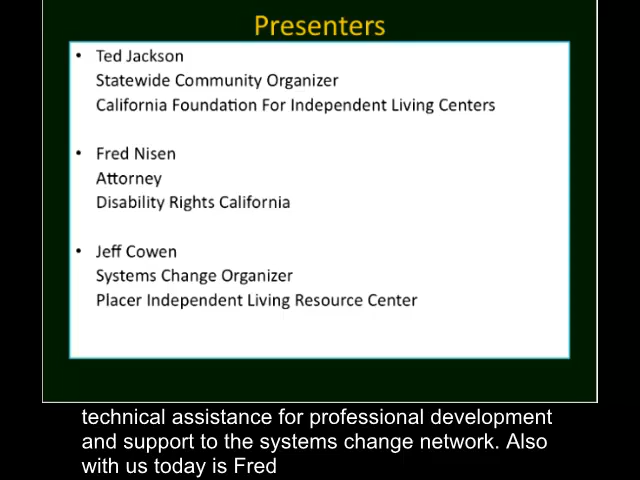 Presenters
• Ted Jackson
Statewide Community Organizer
California Foundation For Independent Living Centers
• Fred Nisen
Attorney
Disability Rights California
• Jeff Cowen
Systems Change Organizer
Placer Independent Living Resource Center
technical assistance for professional development
and support to the systems change network. Also
with us today is Fred